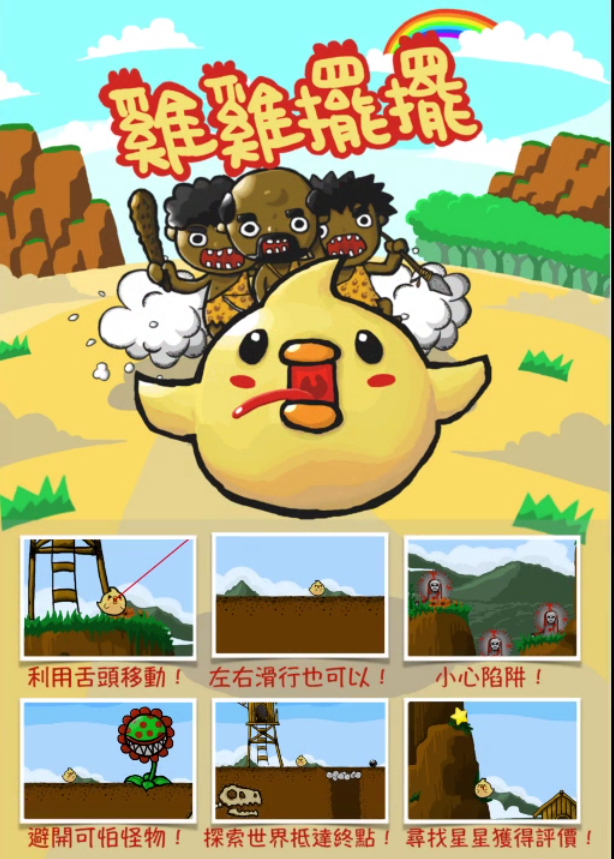 雞雞擺擺
利用舌頭移動！
左右滑行也可以！
小心陷阱！
避開可怕怪物！
探索世界抵達終點！
尋找星星獲得評價！